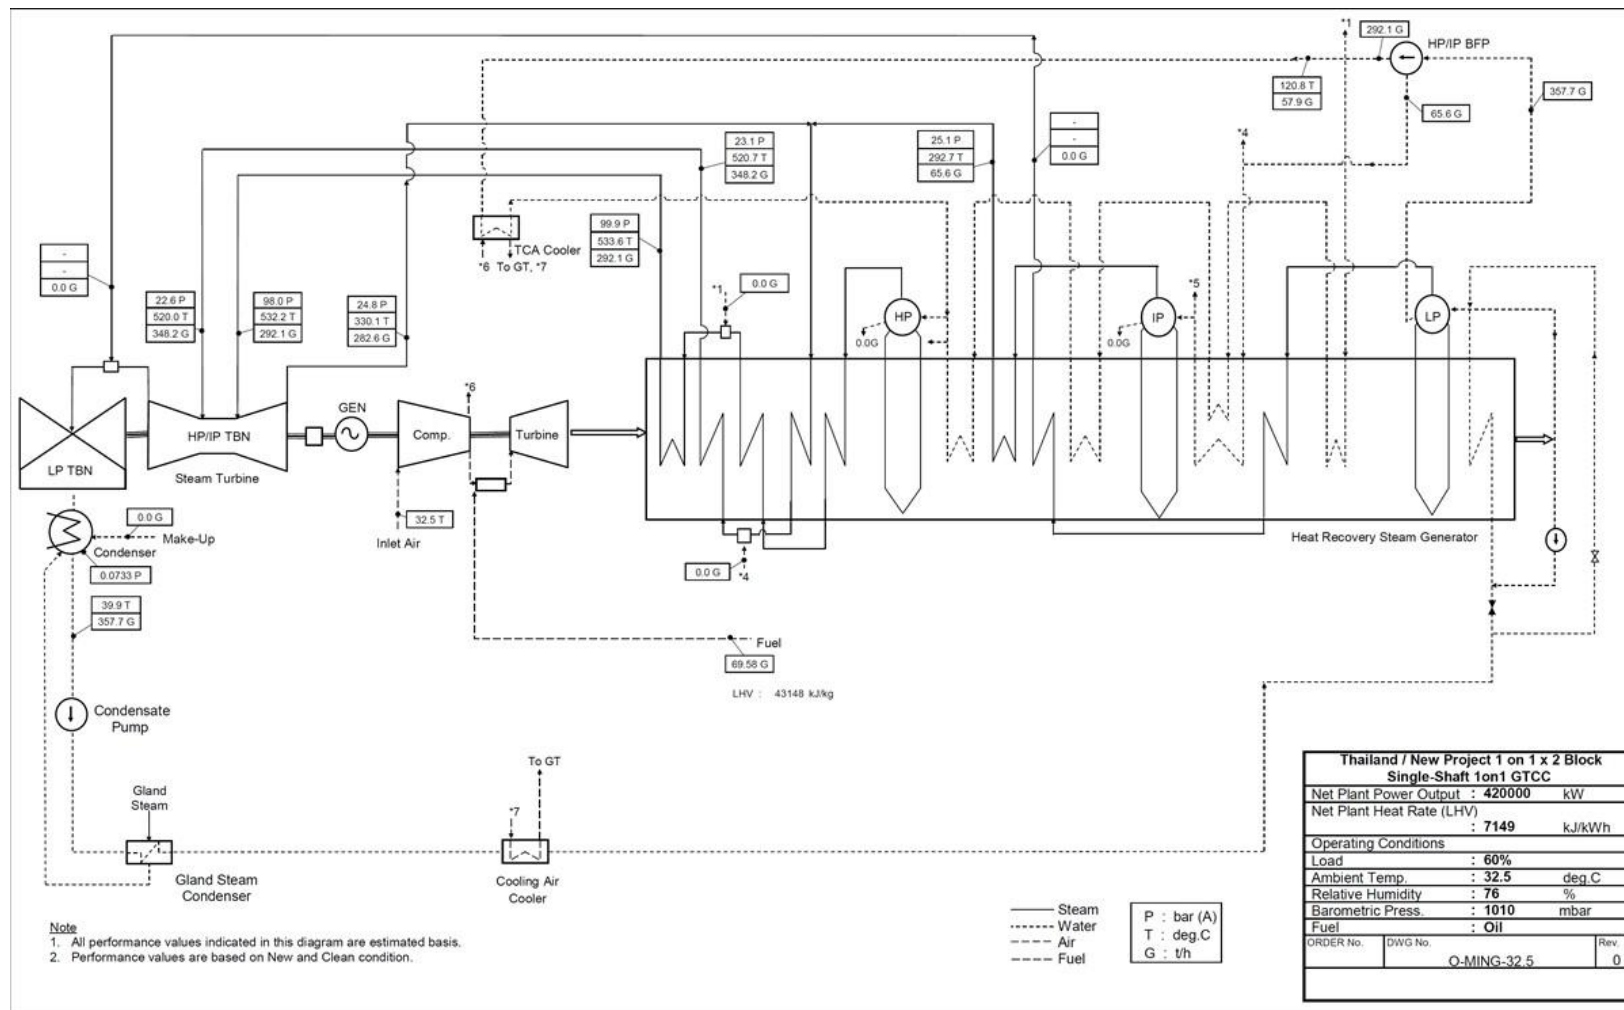 *1
292.1 G
HP/IP BFP
120.8 T
57.9 G
65.6 G
357.7 G
*4
-
-
0.0 G
23.1 P
520.7 T
348.2 G
25.1 P
292.7 T
65.6 G
99.9 P
533.6 T
292.1 G
TCA Cooler
*6 To GT, *7
-
-
0.0 G
22.6 P
520.0 T
348.2 G
98.0 P
532.2 T
292.1 G
24.8 P
330.1 T
282.6 G
*1
0.0 G
HP
0.0G
IP
0.0G
*5
LP
LP TBN
HP/IP TBN
Steam Turbine
GEN
Comp.
*6
Turbine
32.5 T
Inlet Air
0.0 G
Make-Up
Condenser
0.0733 P
39.9 T
357.7 G
0.0 G
*4
Heat Recovery Steam Generator
Fuel
69.58 G
LHV : 43148 kJ/kg
Condensate
Pump
Gland
Steam
Gland Steam
Condenser
To GT
*7
Cooling Air
Cooler
Note
1. All performance values indicated in this diagram are estimated basis.
2. Performance values are based on New and Clean condition.
Steam
Water
Air
Fuel
P : bar (A)
T : deg.C
G : t/h
Thailand / New Project 1 on 1 x 2 Block
Single-Shaft 1on1 GTCC
Net Plant Power Output : 420000 kW
Net Plant Heat Rate (LHV)
: 7149 kJ/kWh
Operating Conditions
Load : 60%
Ambient Temp. : 32.5 deg.C
Relative Humidity : 76 %
Barometric Press. : 1010 mbar
Fuel : Oil
ORDER No. DWG No. Rev.
O-MING-32.5 0